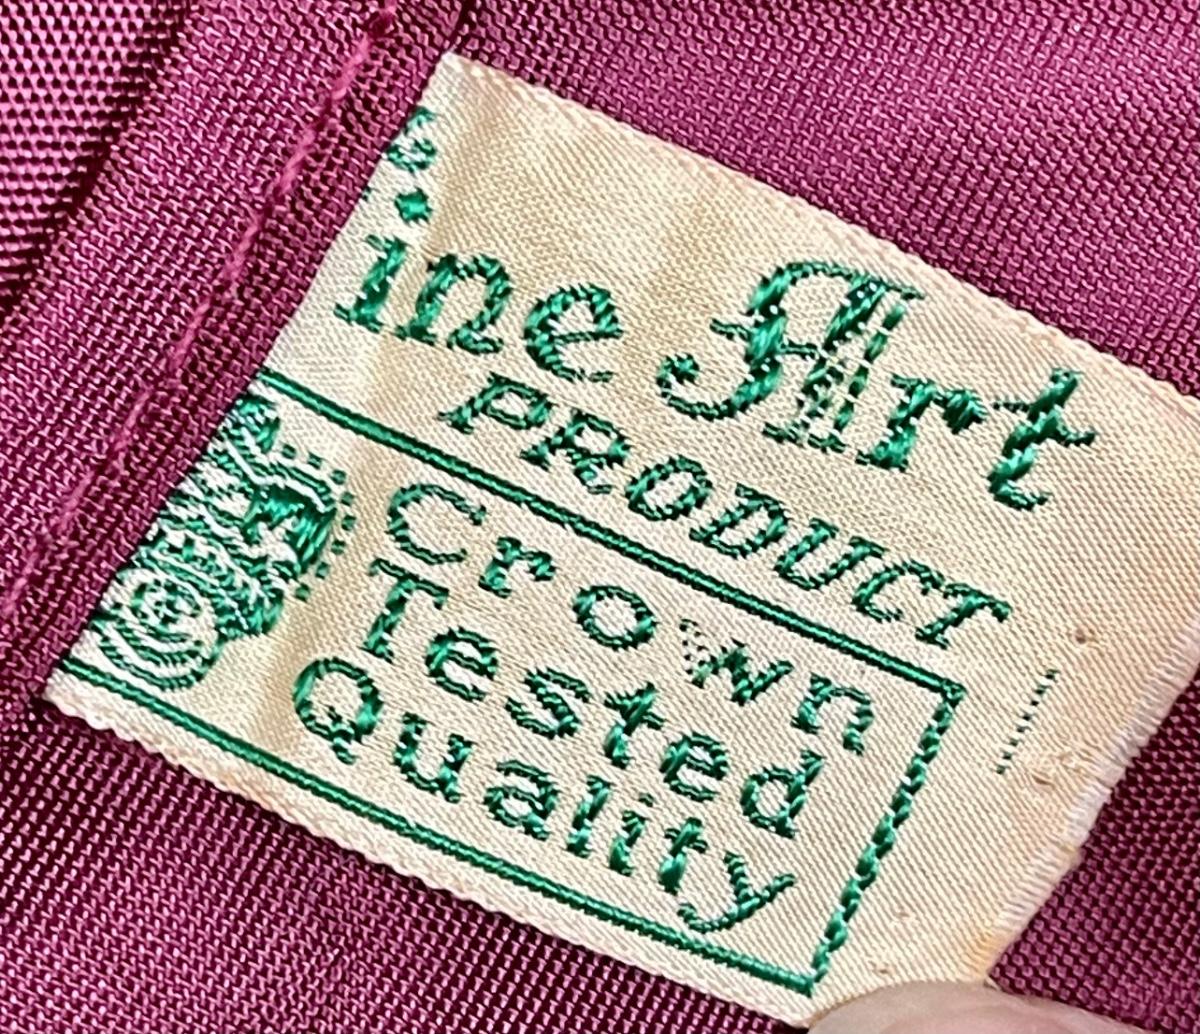 ine Art
PRODUCT
Crown
Tested
Quality